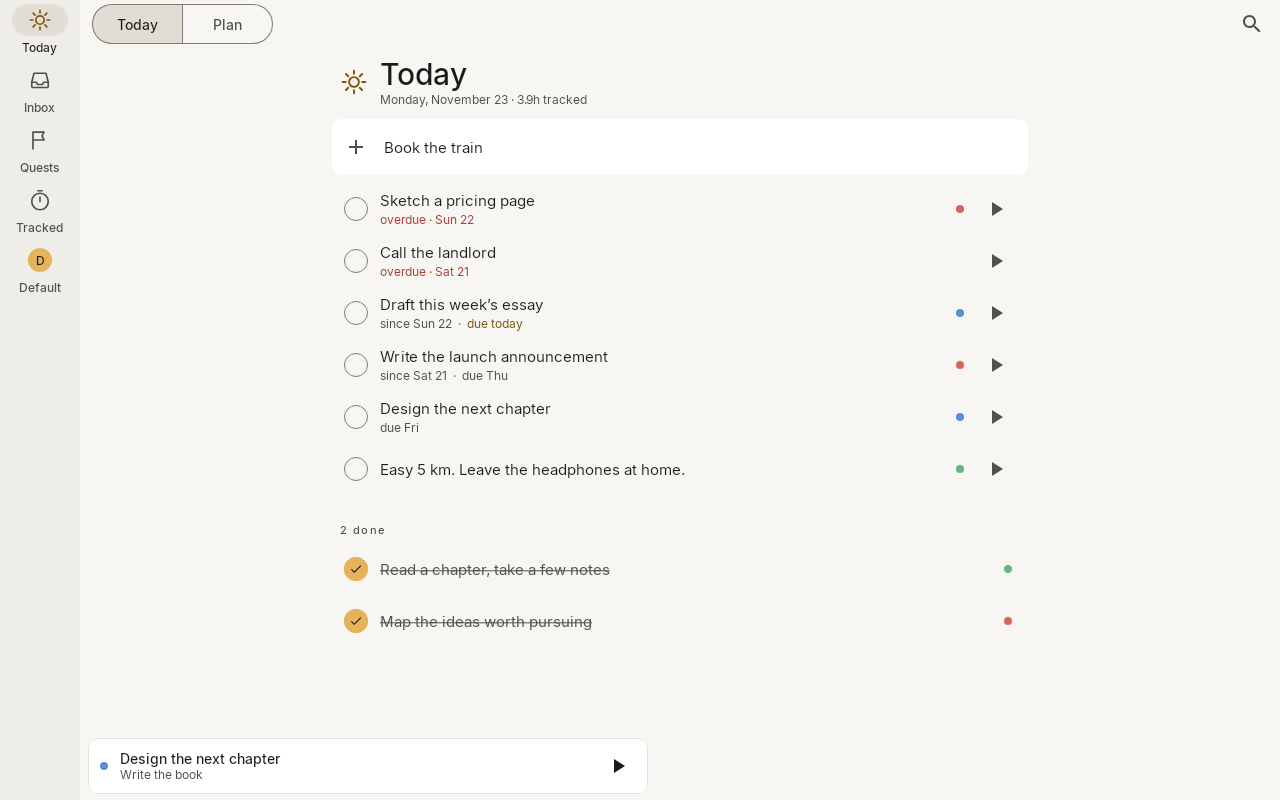 Today
Inbox
Quests
Tracked
D
Default
Today
Plan
Today
Monday, November 23 · 3.9h tracked
Book the train
Sketch a pricing page
overdue · Sun 22
Call the landlord
overdue · Sat 21
Draft this week’s essay
since Sun 22 · due today
Write the launch announcement
since Sat 21 · due Thu
Design the next chapter
due Fri
Easy 5 km. Leave the headphones at home.
2 done
Read a chapter, take a few notes
Map the ideas worth pursuing
Design the next chapter
Write the book